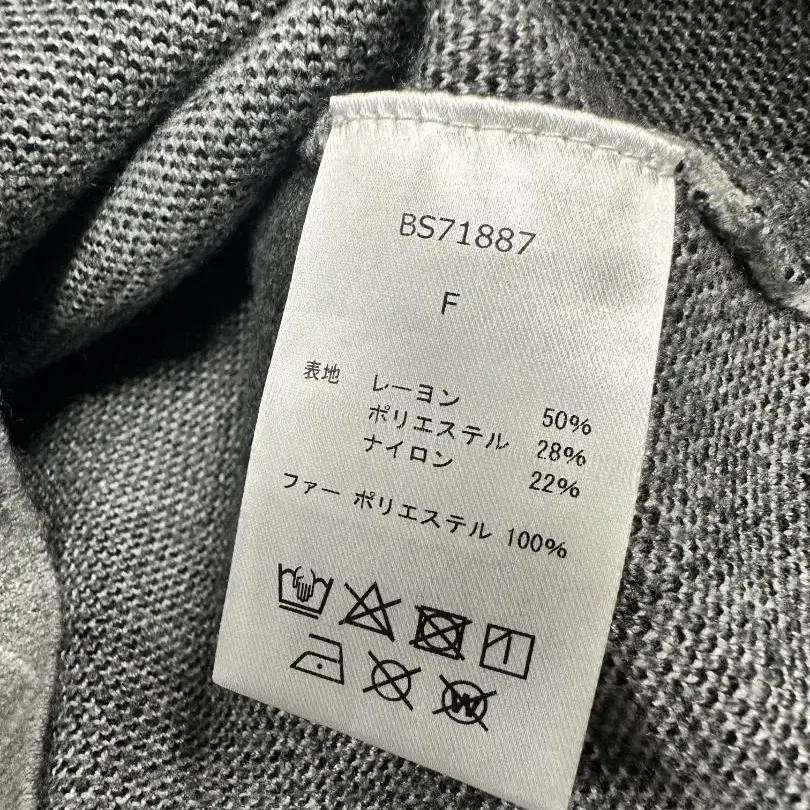 BS71887
F
表地 レーヨン 50%
ポリエステル 28%
ナイロン 22%
ファー ポリエステル 100%
W